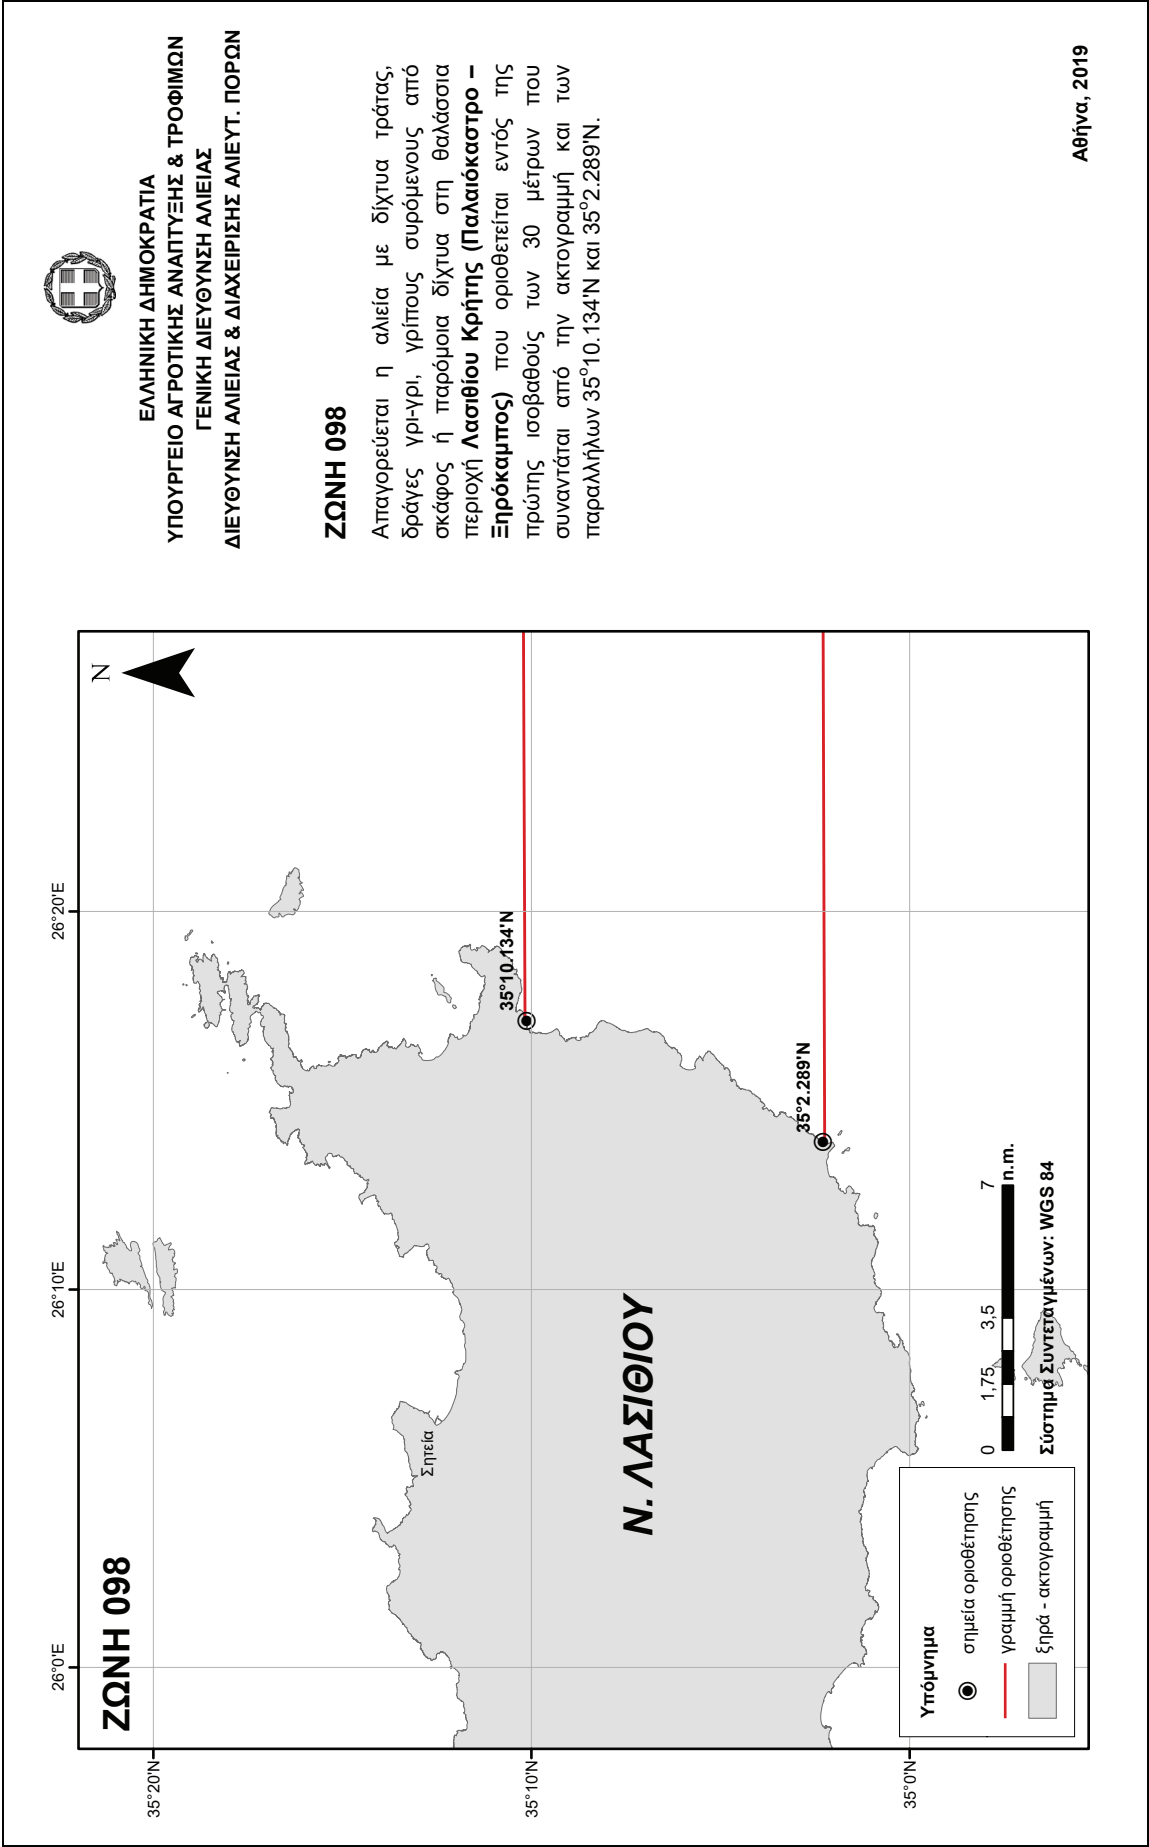 ΖΩΝΗ 098
N
26°0'E
26°10'E
26°20'E
35°20'N
35°10'N
35°0'N
Σητεία
Ν. ΛΑΣΙΘΙΟΥ
35°10.134'N
35°2.289'N
Υπόμνημα
σημεία οριοθέτησης
γραμμή οριοθέτησης
ξηρά - ακτογραμμή
0 1,75 3,5 7
n.m.
Σύστημα Συντεταγμένων: WGS 84
ΕΛΛΗΝΙΚΗ ΔΗΜΟΚΡΑΤΙΑ
ΥΠΟΥΡΓΕΙΟ ΑΓΡΟΤΙΚΗΣ ΑΝΑΠΤΥΞΗΣ & ΤΡΟΦΙΜΩΝ
ΓΕΝΙΚΗ ΔΙΕΥΘΥΝΣΗ ΑΛΙΕΙΑΣ
ΔΙΕΥΘΥΝΣΗ ΑΛΙΕΙΑΣ & ΔΙΑΧΕΙΡΙΣΗΣ ΑΛΙΕΥΤ. ΠΟΡΩΝ
ΖΩΝΗ 098
Απαγορεύεται η αλιεία με δίχτυα τράτας,
δράγες γρι-γρι, γρίπους συρόμενους από
σκάφος ή παρόμοια δίχτυα στη θαλάσσια
περιοχή Λασιθίου Κρήτης (Παλαιόκαστρο –
Ξηρόκαμπος) που οριοθετείται εντός της
πρώτης ισοβαθούς των 30 μέτρων που
συναντάται από την ακτογραμμή και των
παραλλήλων 35°10.134'N και 35°2.289'N.
Αθήνα, 2019